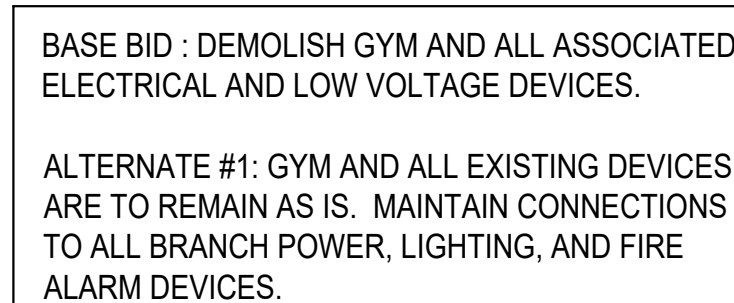 BASE BID : DEMOLISH GYM AND ALL ASSOCIATED
ELECTRICAL AND LOW VOLTAGE DEVICES.
ALTERNATE #1: GYM AND ALL EXISTING DEVICES
ARE TO REMAIN AS IS. MAINTAIN CONNECTIONS
TO ALL BRANCH POWER, LIGHTING, AND FIRE
ALARM DEVICES.